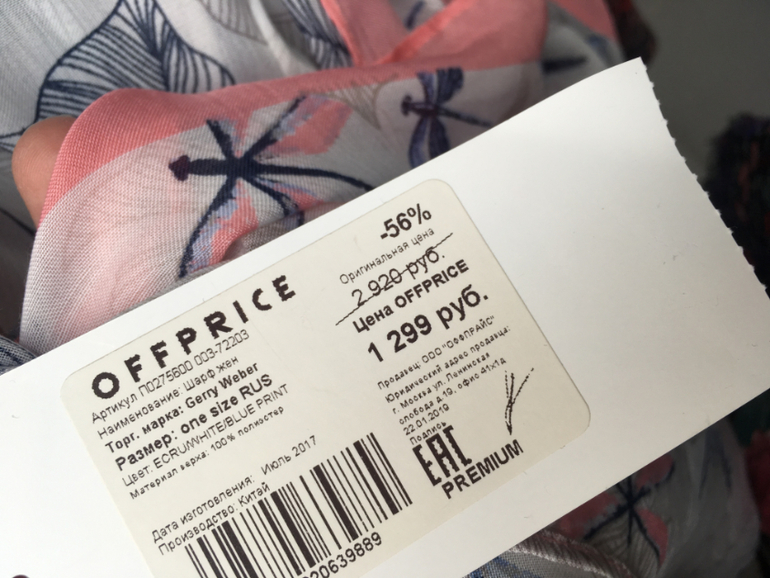 OFFPRICE
Артикул П0275600 003-72203
Наименование: Шарф жен
Торг. марка: Gerry Weber
Размер: one size RUS
Цвет: ECRU/WHITE/BLUE PRINT
Материал верха: 100% полиэстер
Дата изготовления: Июль 2017
Производство: Китай
20639889
-56%
Оригинальная цена
2 920 руб.
Цена OFFPRICE
1 299 руб.
Продавец: ООО "ОФФПРАЙС"
Юридический адрес продавца:
г. Москва ул. Ленинская
слобода д.19, офис 41х1д
22.01.2019
Подпись
EAC
PREMIUM